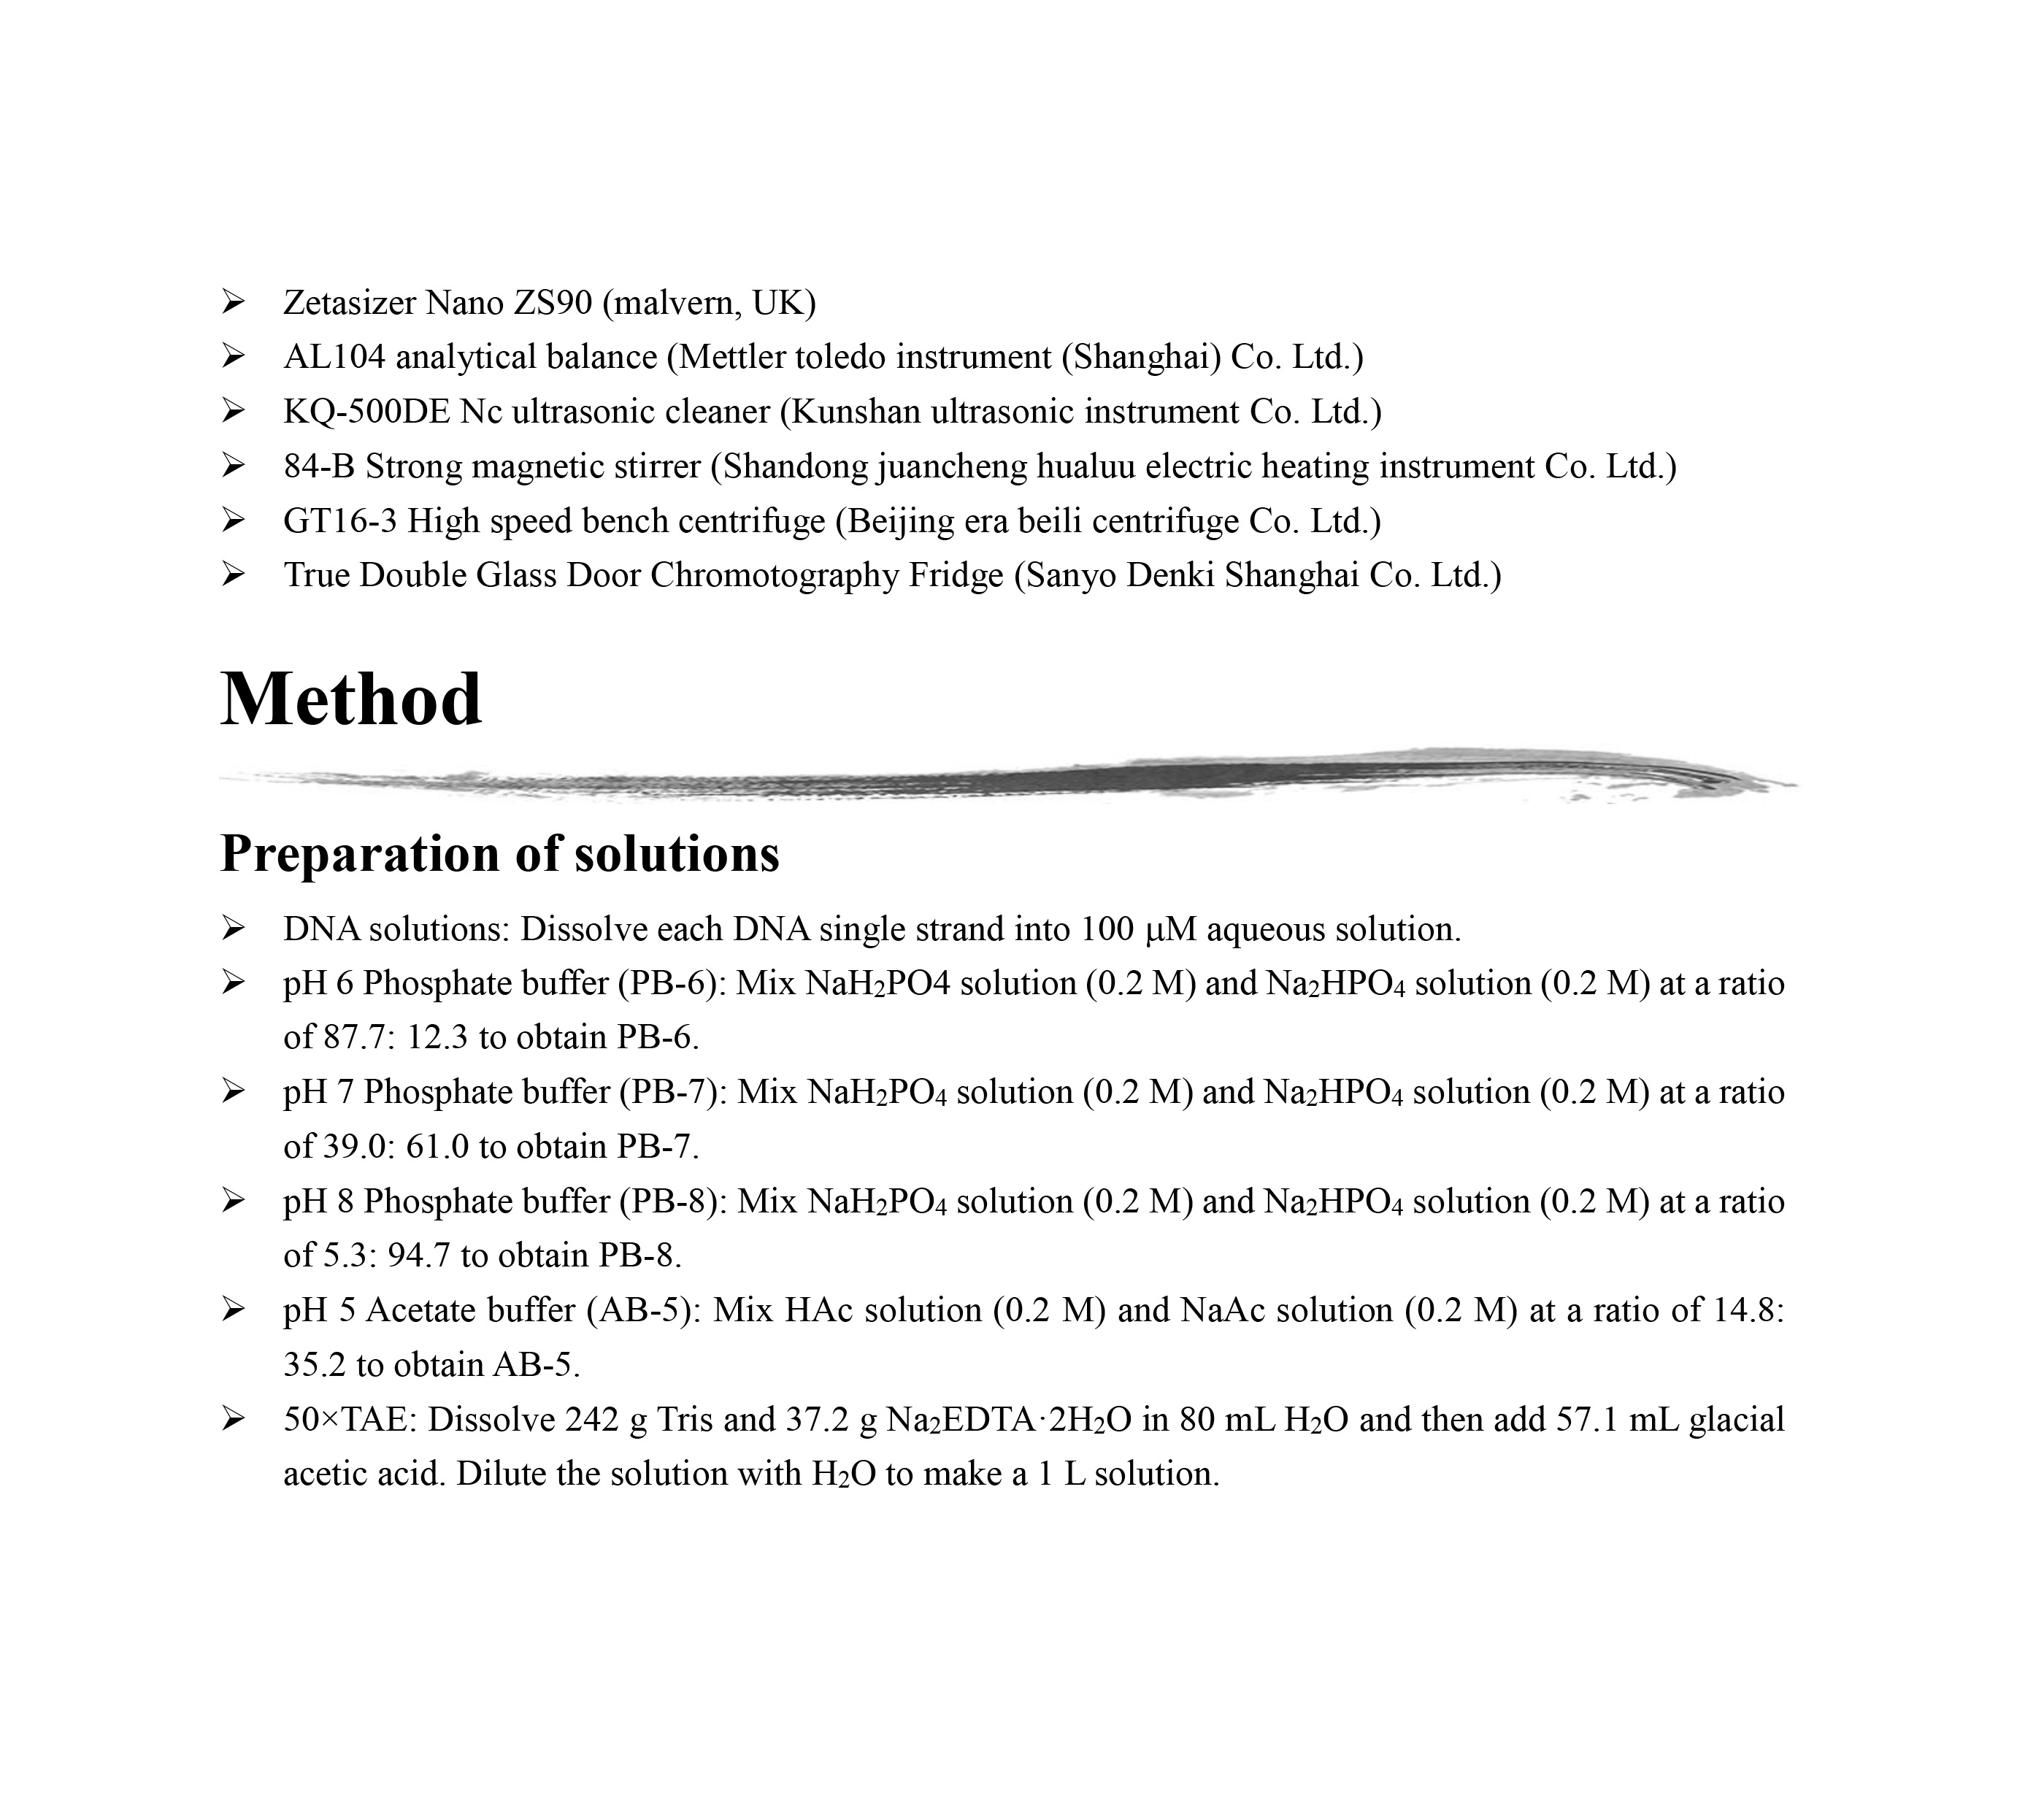 ➢ Zetasizer Nano ZS90 (malvern, UK)
➢ AL104 analytical balance (Mettler toledo instrument (Shanghai) Co. Ltd.)
➢ KQ-500DE Nc ultrasonic cleaner (Kunshan ultrasonic instrument Co. Ltd.)
➢ 84-B Strong magnetic stirrer (Shandong juancheng hualuu electric heating instrument Co. Ltd.)
➢ GT16-3 High speed bench centrifuge (Beijing era beili centrifuge Co. Ltd.)
➢ True Double Glass Door Chromotography Fridge (Sanyo Denki Shanghai Co. Ltd.)
Method
Preparation of solutions
➢ DNA solutions: Dissolve each DNA single strand into 100 μM aqueous solution.
➢ pH 6 Phosphate buffer (PB-6): Mix NaH₂PO4 solution (0.2 M) and Na₂HPO₄ solution (0.2 M) at a ratio
of 87.7: 12.3 to obtain PB-6.
➢ pH 7 Phosphate buffer (PB-7): Mix NaH₂PO₄ solution (0.2 M) and Na₂HPO₄ solution (0.2 M) at a ratio
of 39.0: 61.0 to obtain PB-7.
➢ pH 8 Phosphate buffer (PB-8): Mix NaH₂PO₄ solution (0.2 M) and Na₂HPO₄ solution (0.2 M) at a ratio
of 5.3: 94.7 to obtain PB-8.
➢ pH 5 Acetate buffer (AB-5): Mix HAc solution (0.2 M) and NaAc solution (0.2 M) at a ratio of 14.8:
35.2 to obtain AB-5.
➢ 50×TAE: Dissolve 242 g Tris and 37.2 g Na₂EDTA·2H₂O in 80 mL H₂O and then add 57.1 mL glacial
acetic acid. Dilute the solution with H₂O to make a 1 L solution.